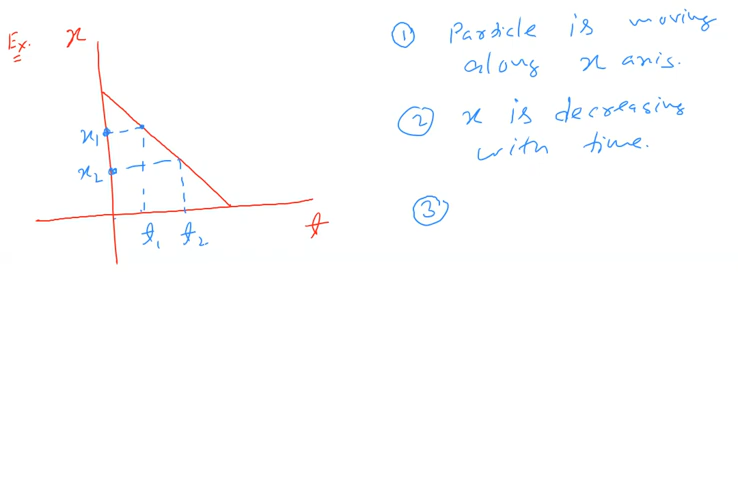 Ex.
x
x1
x2
t1 t2
t
① Particle is moving
along x axis.
② x is decreasing
with time.
③